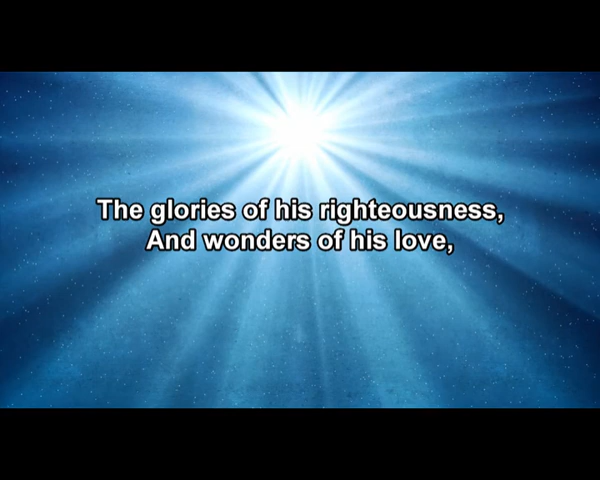 The glories of his righteousness,
And wonders of his love,